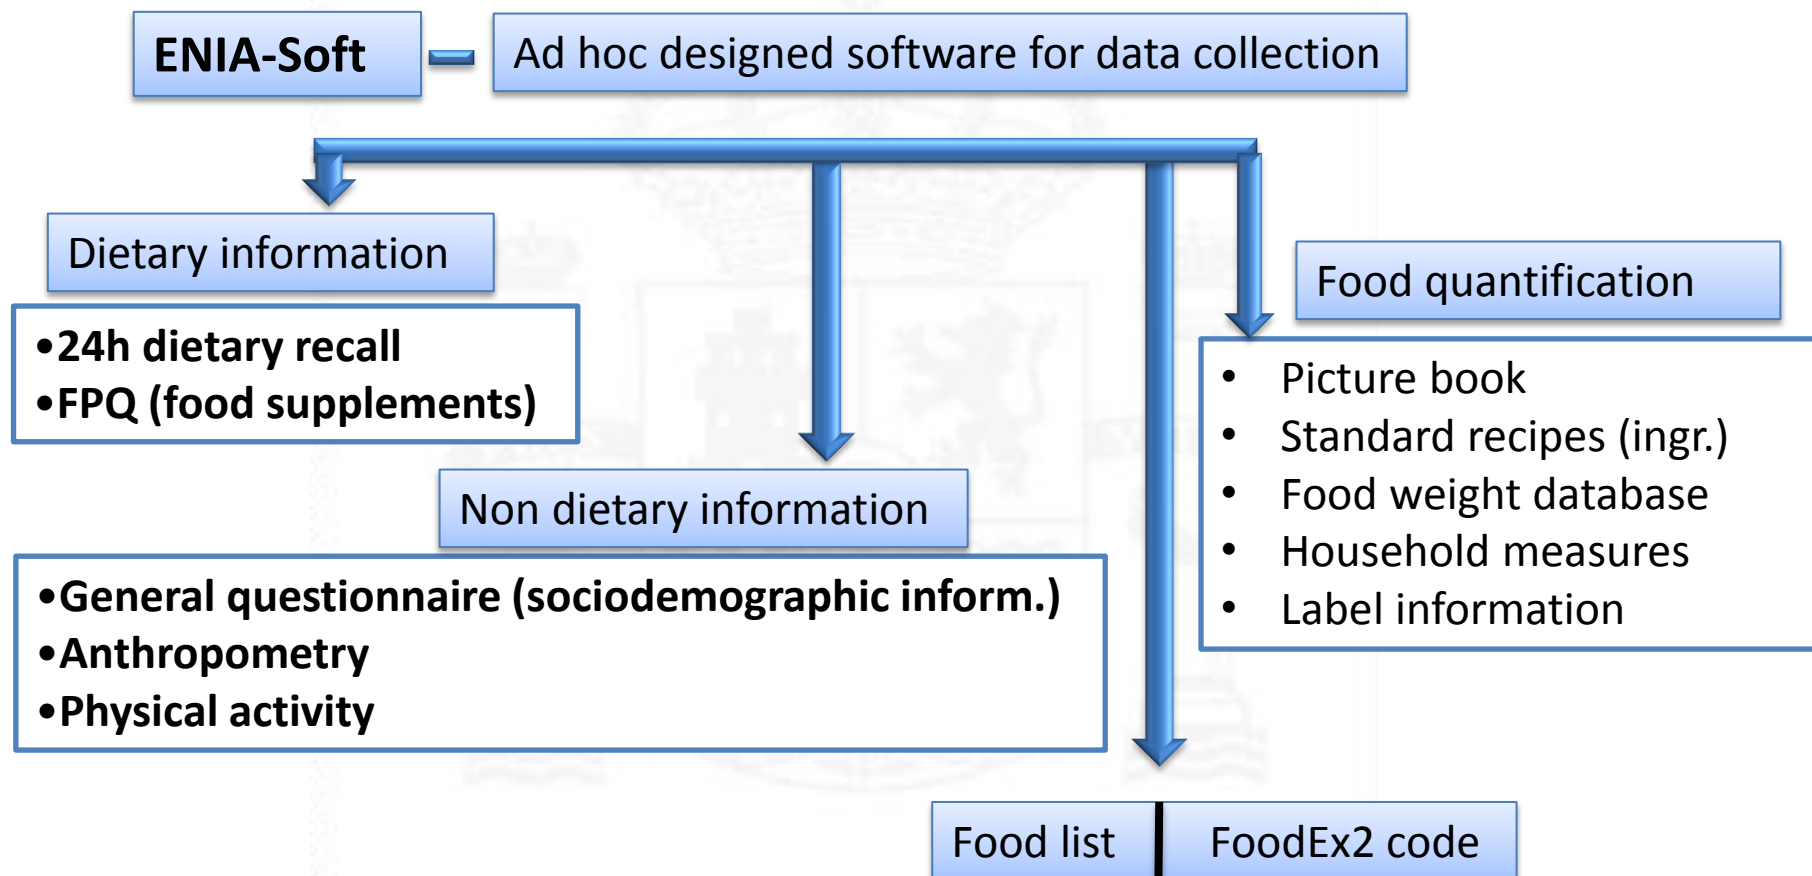 ENIA-Soft
Ad hoc designed software for data collection
Dietary information
•24h dietary recall
•FPQ (food supplements)
Food quantification
• Picture book
• Standard recipes (ingr.)
• Food weight database
• Household measures
• Label information
Non dietary information
•General questionnaire (sociodemographic inform.)
•Anthropometry
•Physical activity
Food list
FoodEx2 code